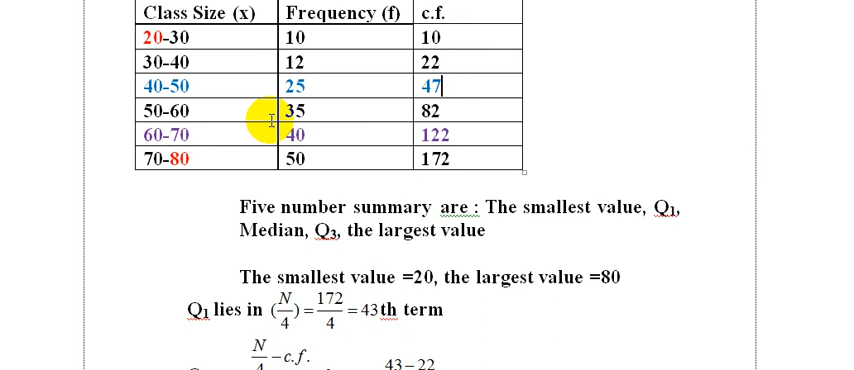 Class Size (x) Frequency (f) c.f.
20-30 10 10
30-40 12 22
40-50 25 47
50-60 35 82
60-70 40 122
70-80 50 172
Five number summary are : The smallest value, Q1,
Median, Q3, the largest value
The smallest value =20, the largest value =80
Q1 lies in (N/4) = 172/4 = 43th term
N/4 - c.f. 43-22